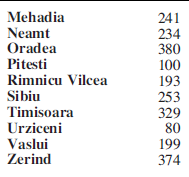 Mehadia 241
Neamt 234
Oradea 380
Pitesti 100
Rimnicu Vilcea 193
Sibiu 253
Timisoara 329
Urziceni 80
Vaslui 199
Zerind 374